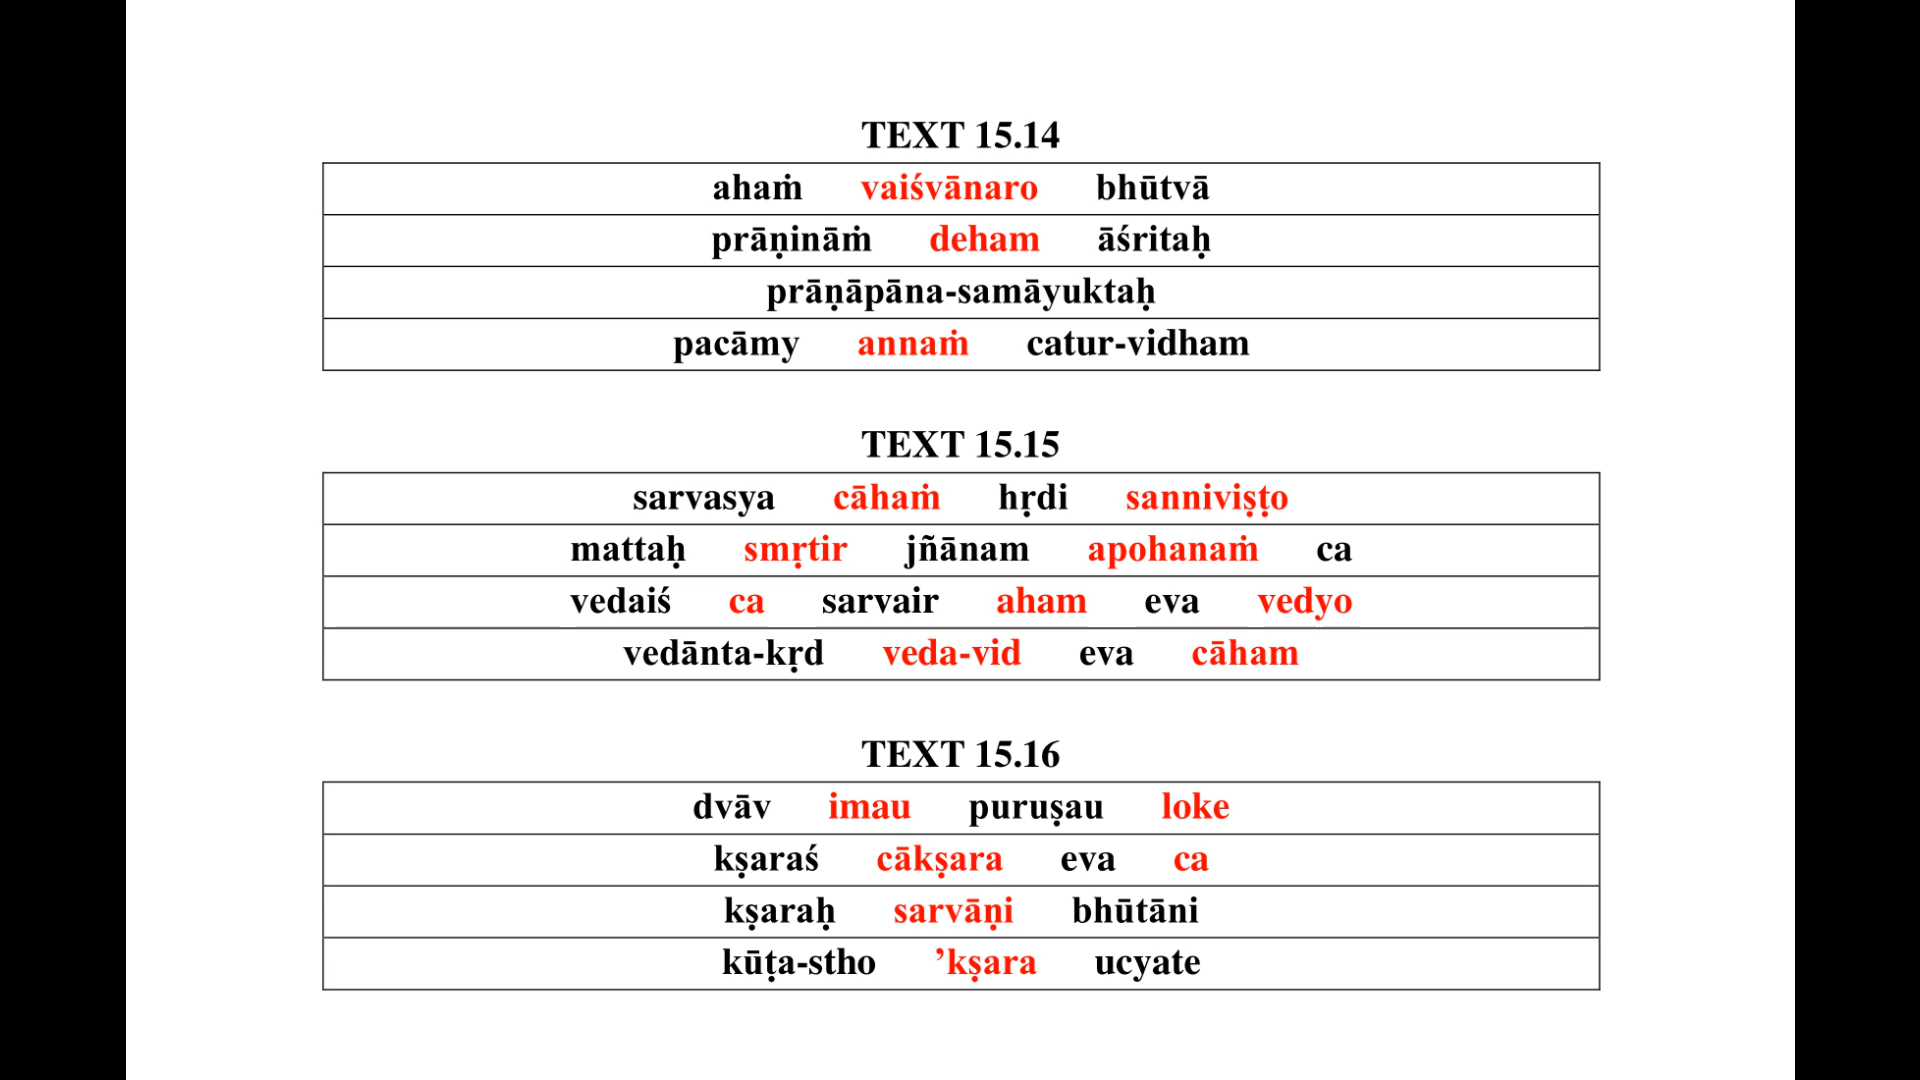 TEXT 15.14
ahaṁ vaiśvānaro bhūtvā
prāṇināṁ deham āśritaḥ
prāṇāpāna-samāyuktaḥ
pacāmy annaṁ catur-vidham
TEXT 15.15
sarvasya cāhaṁ hṛdi sanniviṣṭo
mattaḥ smṛtir jñānam apohanaṁ ca
vedaiś ca sarvair aham eva vedyo
vedānta-kṛd veda-vid eva cāham
TEXT 15.16
dvāv imau puruṣau loke
kṣaraś cākṣara eva ca
kṣaraḥ sarvāṇi bhūtāni
kūṭa-stho ’kṣara ucyate